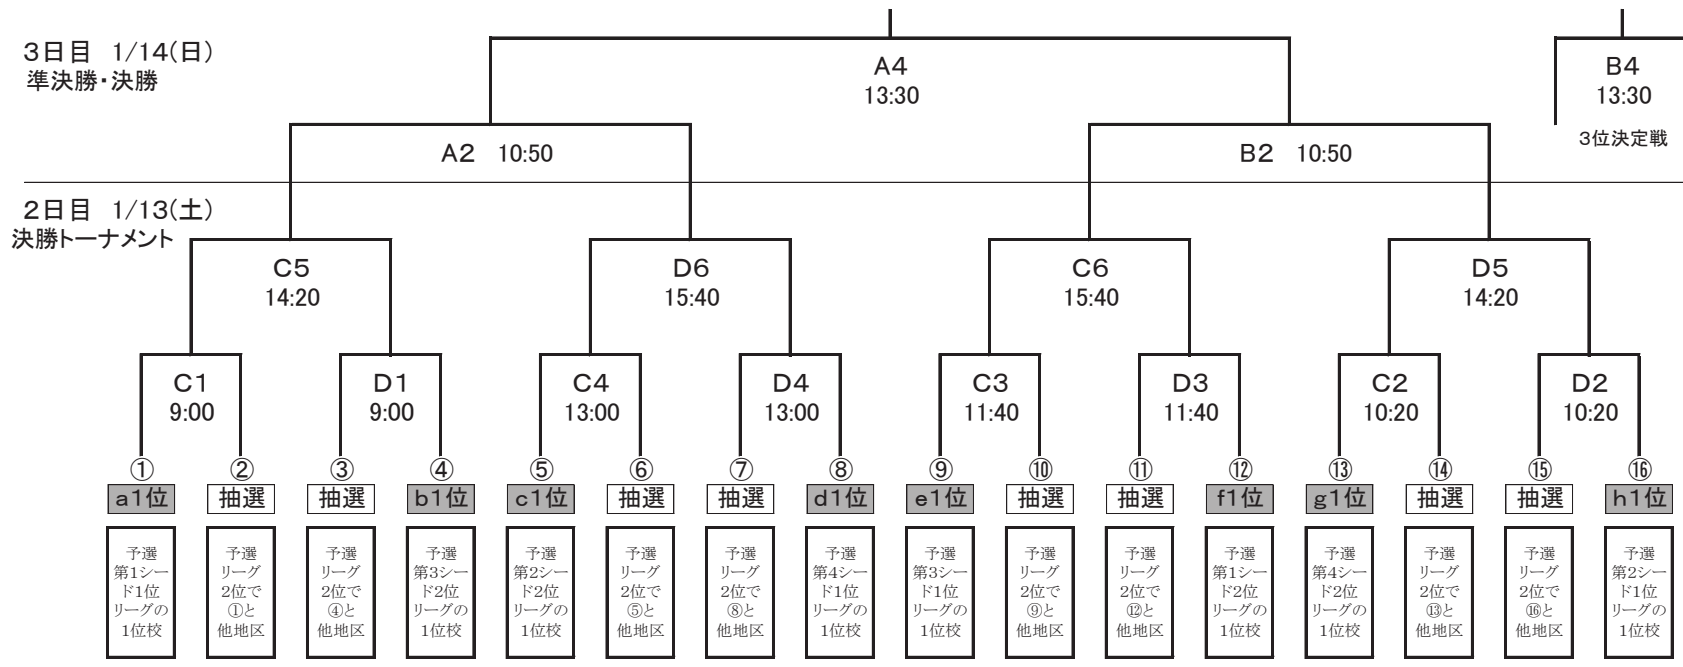 3日目 1/14(日)
準決勝・決勝
A4
13:30
B4
13:30
3位決定戦
A2 10:50
B2 10:50
2日目 1/13(土)
決勝トーナメント
C5
14:20
D6
15:40
C6
15:40
D5
14:20
C1
9:00
D1
9:00
C4
13:00
D4
13:00
C3
11:40
D3
11:40
C2
10:20
D2
10:20
① ② ③ ④ ⑤ ⑥ ⑦ ⑧ ⑨ ⑩ ⑪ ⑫ ⑬ ⑭ ⑮ ⑯
a1位 抽選 抽選 b1位 c1位 抽選 抽選 d1位 e1位 抽選 抽選 f1位 g1位 抽選 抽選 h1位
予選
第1シー
ド1位
リーグの
1位校
予選
リーグ
2位で
①と
他地区
予選
リーグ
2位で
④と
他地区
予選
第3シー
ド2位
リーグの
1位校
予選
第2シー
ド2位
リーグの
1位校
予選
リーグ
2位で
⑤と
他地区
予選
リーグ
2位で
⑧と
他地区
予選
第4シー
ド1位
リーグの
1位校
予選
第3シー
ド1位
リーグの
1位校
予選
リーグ
2位で
⑨と
他地区
予選
リーグ
2位で
⑫と
他地区
予選
第1シー
ド2位
リーグの
1位校
予選
第4シー
ド2位
リーグの
1位校
予選
リーグ
2位で
⑬と
他地区
予選
リーグ
2位で
⑯と
他地区
予選
第2シー
ド1位
リーグの
1位校